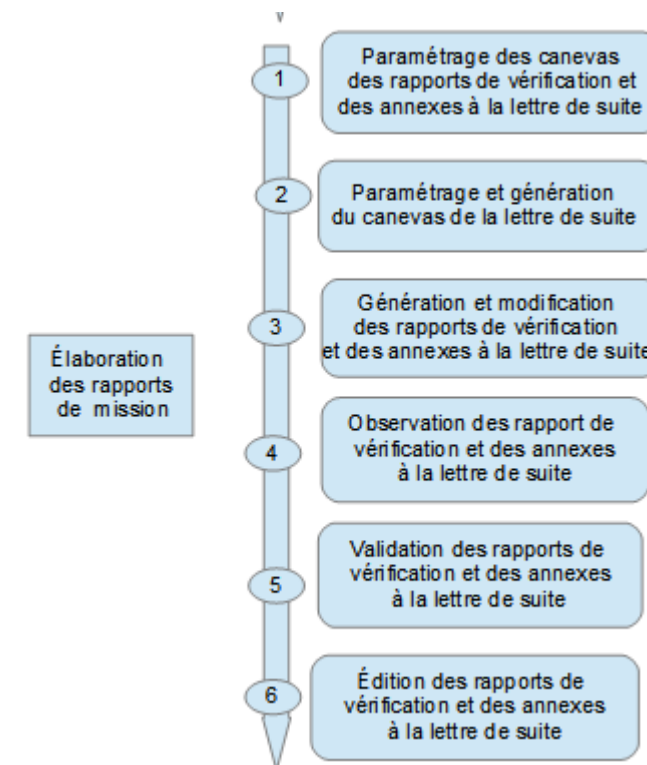 1
Paramétrage des canevas
des rapports de vérification et
des annexes à la lettre de suite
2
Paramétrage et génération
du canevas de la lettre de suite
3
Génération et modification
des rapports de vérification
et des annexes à la lettre de suite
Élaboration
des rapports
de mission
4
Observation des rapport de
vérification et des annexes
à la lettre de suite
5
Validation des rapports de
vérification et des annexes
à la lettre de suite
6
Édition des rapports de
vérification et des annexes
à la lettre de suite